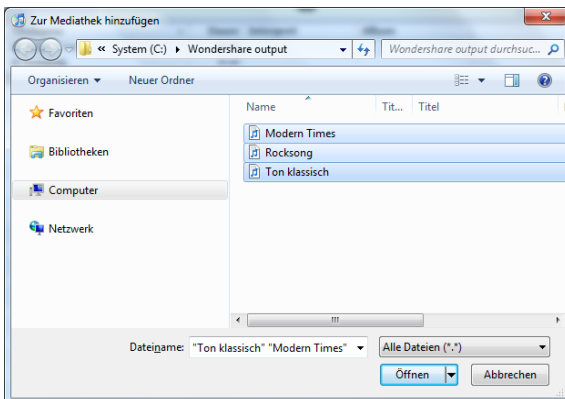 Zur Mediathek hinzufügen
« System (C:) ▸ Wondershare output
Wondershare output durchsuc...
Organisieren Neuer Ordner
Favoriten
Bibliotheken
Computer
Netzwerk
Name Tit... Titel
Modern Times
Rocksong
Ton klassisch
Dateiname: "Ton klassisch" "Modern Times" Alle Dateien (*.*)
Öffnen Abbrechen